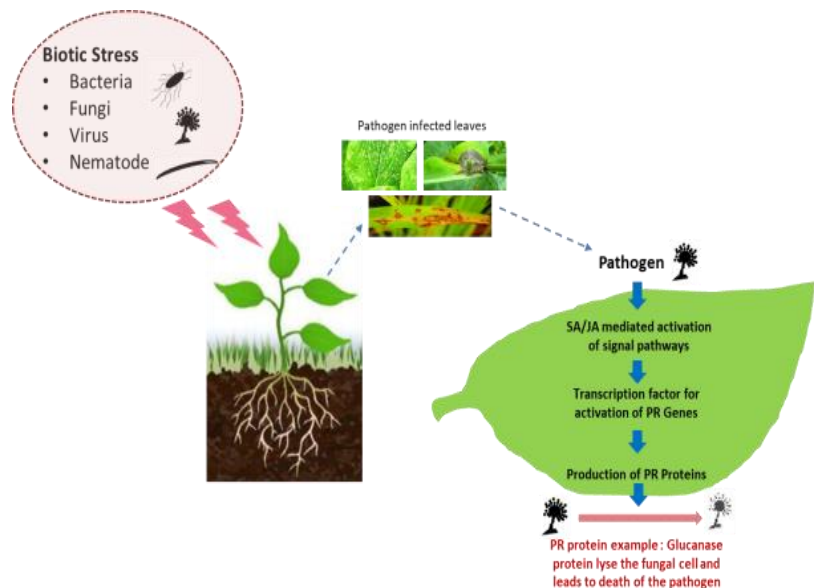 Biotic Stress
• Bacteria
• Fungi
• Virus
• Nematode
Pathogen infected leaves
Pathogen
SA/JA mediated activation
of signal pathways
Transcription factor for
activation of PR Genes
Production of PR Proteins
PR protein example : Glucanase
protein lyse the fungal cell and
leads to death of the pathogen